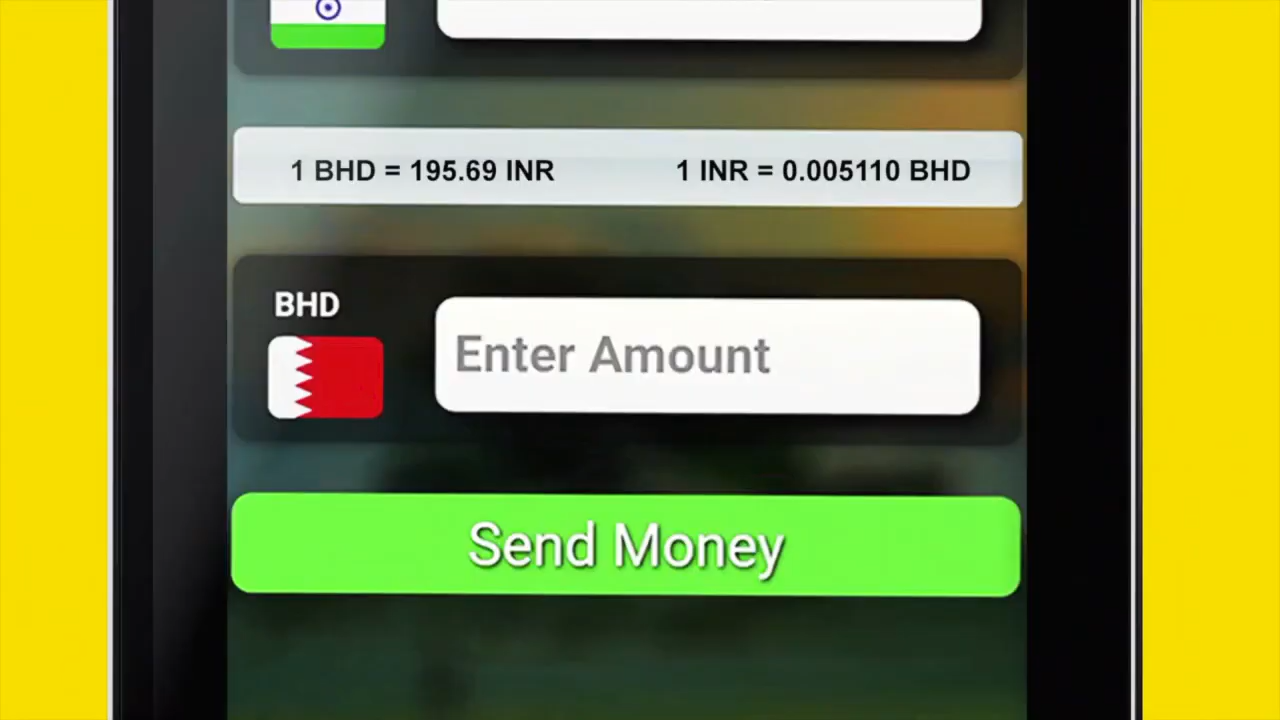 1 BHD = 195.69 INR 1 INR = 0.005110 BHD
BHD
Enter Amount
Send Money